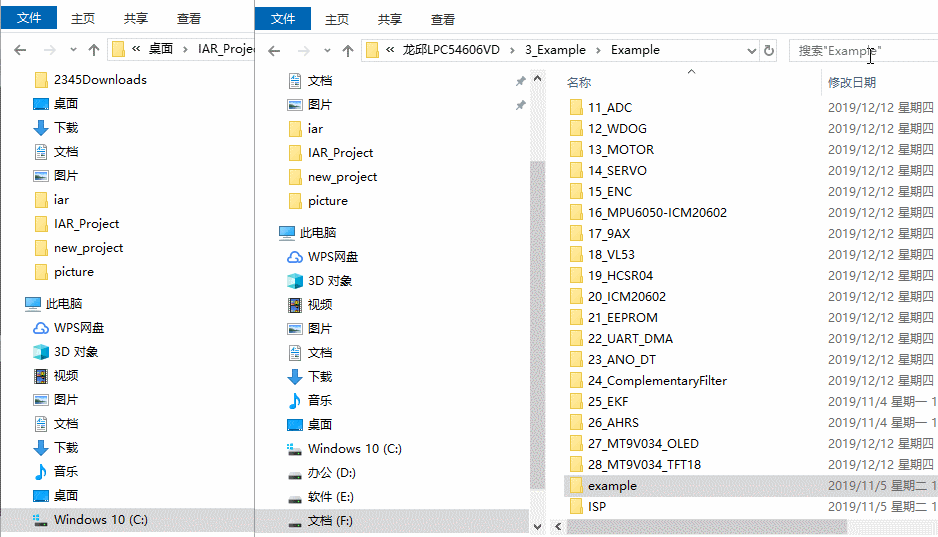 文件 主页 共享 查看
« 桌面 › IAR_Projec
2345Downloads
桌面
下载
文档
图片
iar
IAR_Project
new_project
picture
此电脑
WPS网盘
3D 对象
视频
图片
文档
下载
音乐
桌面
Windows 10 (C:)
文件 主页 共享 查看
« 龙邱LPC54606VD › 3_Example › Example
搜索"Example"
文档
图片
iar
IAR_Project
new_project
picture
此电脑
WPS网盘
3D 对象
视频
图片
文档
下载
音乐
桌面
Windows 10 (C:)
办公 (D:)
软件 (E:)
文档 (F:)
名称 修改日期
11_ADC 2019/12/12 星期四
12_WDOG 2019/12/12 星期四
13_MOTOR 2019/12/12 星期四
14_SERVO 2019/12/12 星期四
15_ENC 2019/12/12 星期四
16_MPU6050-ICM20602 2019/12/12 星期四
17_9AX 2019/12/12 星期四
18_VL53 2019/12/12 星期四
19_HCSR04 2019/12/12 星期四
20_ICM20602 2019/12/12 星期四
21_EEPROM 2019/12/12 星期四
22_UART_DMA 2019/12/12 星期四
23_ANO_DT 2019/12/12 星期四
24_ComplementaryFilter 2019/12/12 星期四
25_EKF 2019/11/4 星期一 1
26_AHRS 2019/11/4 星期一 1
27_MT9V034_OLED 2019/12/12 星期四
28_MT9V034_TFT18 2019/12/12 星期四
example 2019/11/5 星期二 1
ISP 2019/11/5 星期二 1